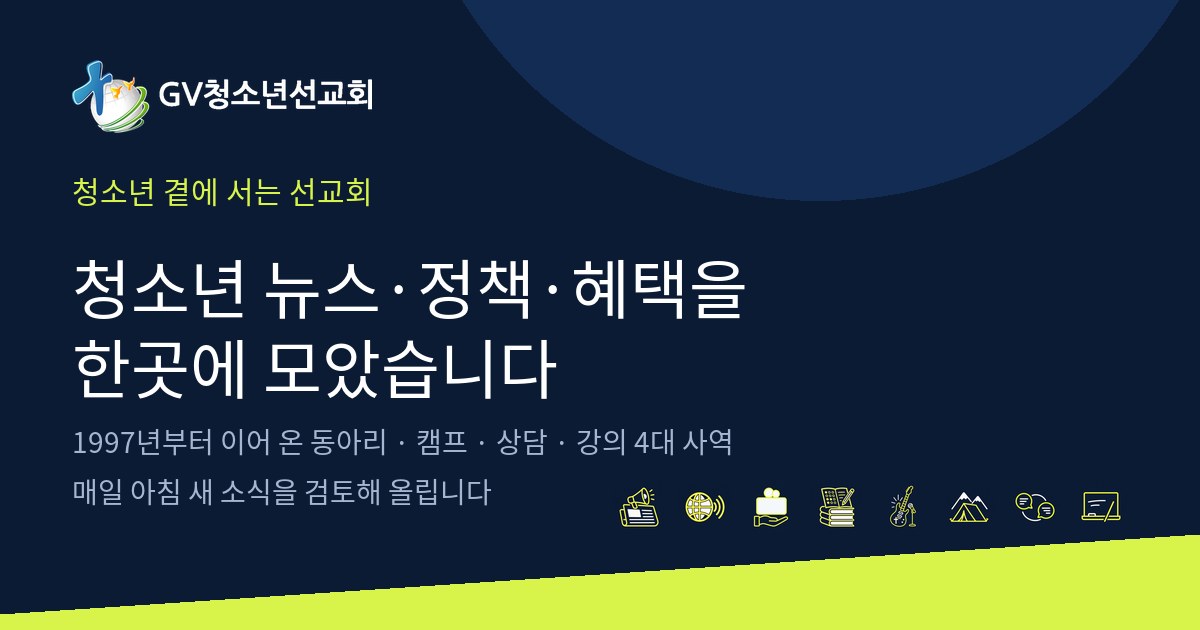 GV청소년선교회
청소년 곁에 서는 선교회
청소년 뉴스·정책·혜택을
한곳에 모았습니다
1997년부터 이어 온 동아리 · 캠프 · 상담 · 강의 4대 사역
매일 아침 새 소식을 검토해 올립니다